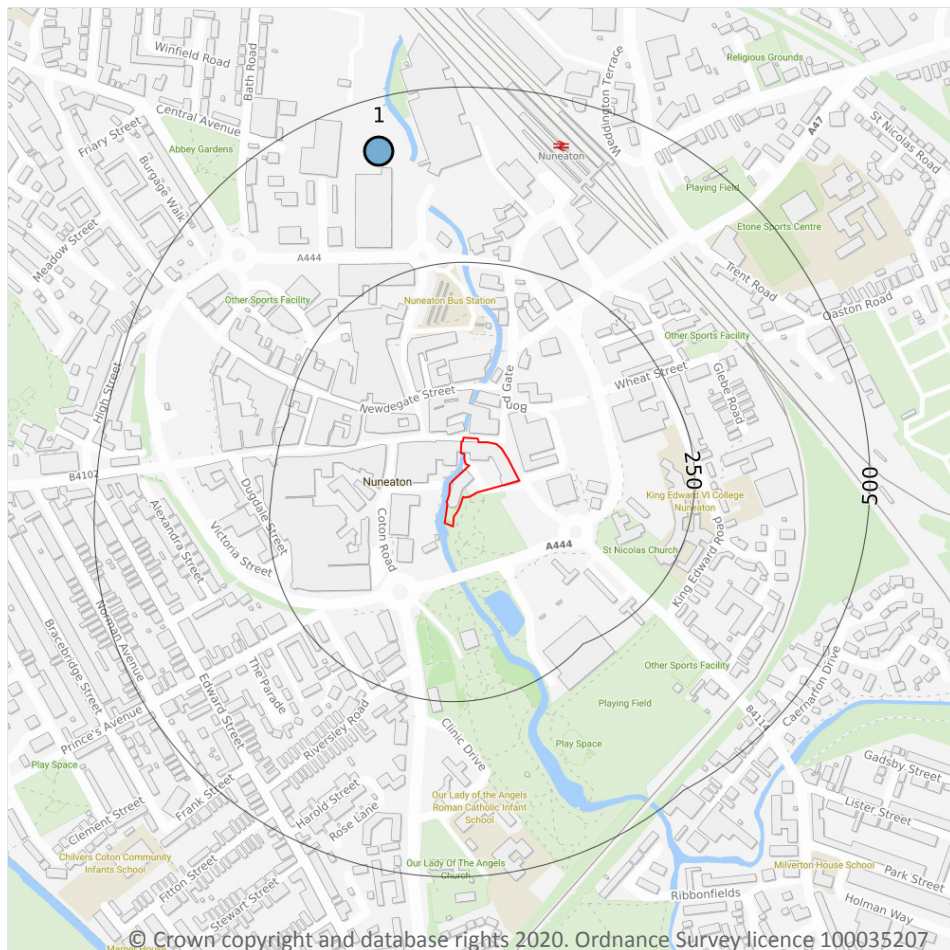 Winfield Road
Bath Road
Religious Grounds
Weddington Terrace
A47
St Nicolas Road
Central Avenue
Friary Street
Abbey Gardens
1
Nuneaton
Burgage Walk
Playing Field
Etone Sports Centre
Meadow Street
A444
Trent Road
Oaston Road
Other Sports Facility
Nuneaton Bus Station
Other Sports Facility
High Street
Newdegate Street
Bond Gate
Wheat Street
Glebe Road
B4102
Nuneaton
250
500
King Edward VI College
Nuneaton
Dugdale Street
Alexandra Street
Victoria Street
Coton Road
A444
St Nicolas Church
King Edward Road
Norman Avenue
Bracebridge Street
The Parade
Edward Street
Other Sports Facility
Playing Field
Caernarfon Drive
B4114
Prince's Avenue
Riversley Road
Clinic Drive
Play Space
Play Space
Gadsby Street
Frank Street
Harold Street
Rose Lane
Our Lady of the Angels
Roman Catholic Infant
School
Lister Street
Clement Street
Chilvers Coton Community
Infants School
Fitton Street
Stewart Street
Our Lady Of The Angels
Church
Milverton House School
Park Street
Ribbonfields
Holman Way
Manor House
© Crown copyright and database rights 2020. Ordnance Survey licence 100035207